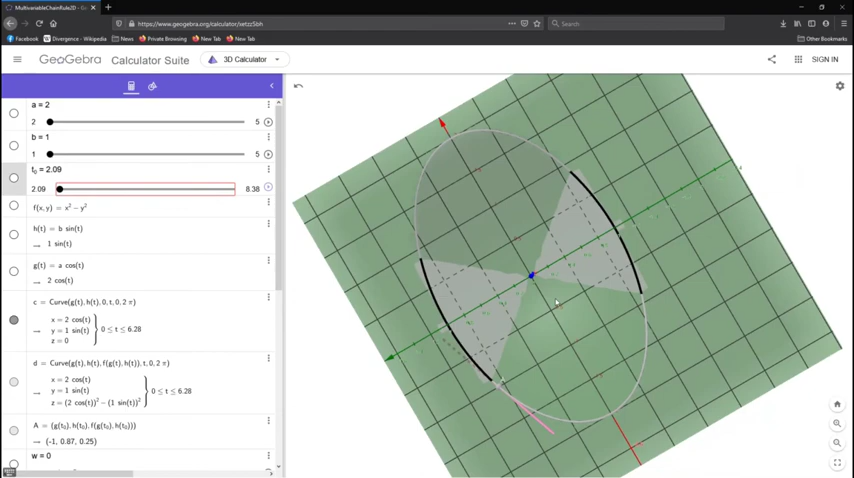 MultivariableChainRule2D - G
https://www.geogebra.org/calculator/xetzz5bh
Search
Facebook
Divergence - Wikipedia
News
Private Browsing
New Tab
New Tab
Other Bookmarks
GeoGebra
Calculator Suite
3D Calculator
SIGN IN
a = 2
2
5
b = 1
1
5
t₀ = 2.09
2.09
8.38
f(x,y) = x² − y²
h(t) = b sin(t)
→ 1 sin(t)
g(t) = a cos(t)
→ 2 cos(t)
c = Curve(g(t), h(t), 0, t, 0, 2 π)
x = 2 cos(t)
→ y = 1 sin(t) } 0 ≤ t ≤ 6.28
z = 0
d = Curve(g(t), h(t), f(g(t), h(t)), t, 0, 2 π)
x = 2 cos(t)
→ y = 1 sin(t) } 0 ≤ t ≤ 6.28
z = (2 cos(t))² − (1 sin(t))²
A = (g(t₀), h(t₀), f(g(t₀), h(t₀)))
→ (-1, 0.87, 0.25)
w = 0